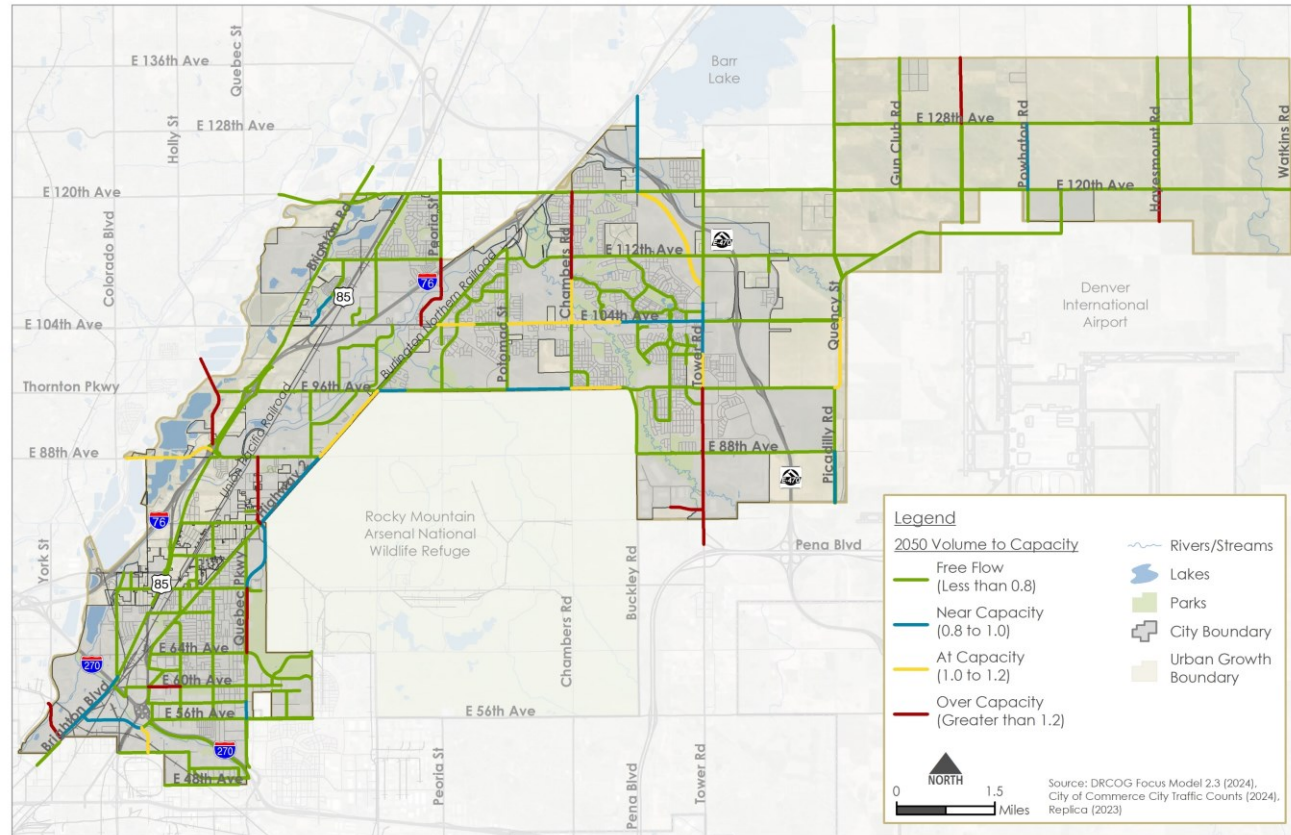 Quebec St
E 136th Ave
Barr
Lake
Holly St
E 128th Ave
Gun Club Rd
E 128th Ave
Powhaton Rd
Hayesmount Rd
Watkins Rd
E 120th Ave
Colorado Blvd
Brighton Rd
Peoria St
E 120th Ave
E-470
Chambers Rd
E 112th Ave
76
85
Burlington Northern Railroad
Quency St
Denver
International
Airport
E 104th Ave
Potomac St
E 104th Ave
Tower Rd
Thornton Pkwy
E 96th Ave
Union Pacific Railroad
E 88th Ave
E 88th Ave
Picadilly Rd
Highway 2
E-470
76
York St
Rocky Mountain
Arsenal National
Wildlife Refuge
Buckley Rd
Pena Blvd
85
Quebec Pkwy
Chambers Rd
E 64th Ave
270
E 60th Ave
Brighton Blvd
E 56th Ave
E 56th Ave
270
E 48th Ave
Peoria St
Pena Blvd
Tower Rd
Legend
2050 Volume to Capacity
Free Flow
(Less than 0.8)
Near Capacity
(0.8 to 1.0)
At Capacity
(1.0 to 1.2)
Over Capacity
(Greater than 1.2)
Rivers/Streams
Lakes
Parks
City Boundary
Urban Growth
Boundary
NORTH
0 1.5
Miles
Source: DRCOG Focus Model 2.3 (2024),
City of Commerce City Traffic Counts (2024),
Replica (2023)